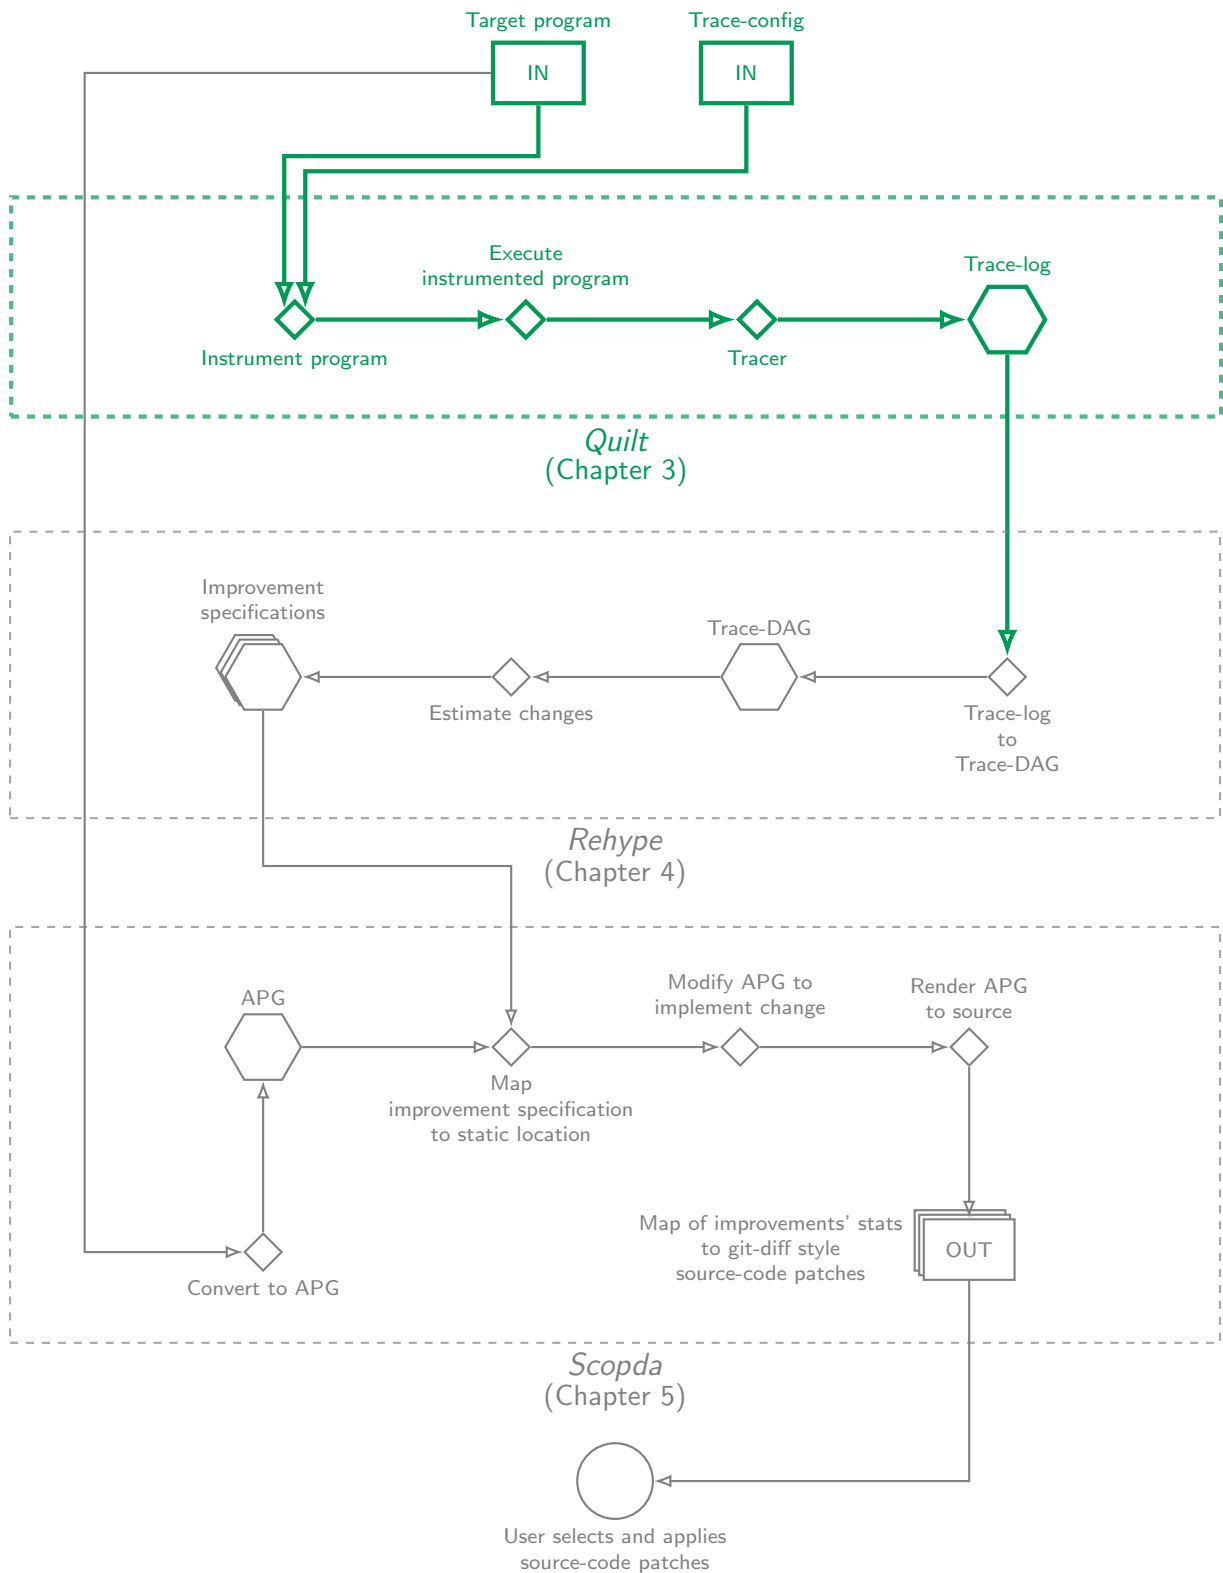 Target program
Trace-config
IN
IN
Execute
instrumented program
Trace-log
Instrument program
Tracer
Quilt
(Chapter 3)
Improvement
specifications
Trace-DAG
Estimate changes
Trace-log
to
Trace-DAG
Rehype
(Chapter 4)
APG
Modify APG to
implement change
Render APG
to source
Map
improvement specification
to static location
Map of improvements' stats
to git-diff style
source-code patches
OUT
Convert to APG
Scopda
(Chapter 5)
User selects and applies
source-code patches